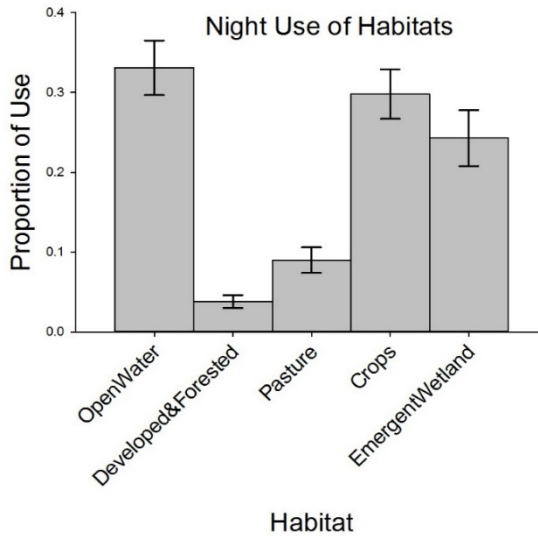 Night Use of Habitats
Proportion of Use
0.4
0.3
0.2
0.1
0.0
OpenWater
Developed&Forested
Pasture
Crops
EmergentWetland
Habitat